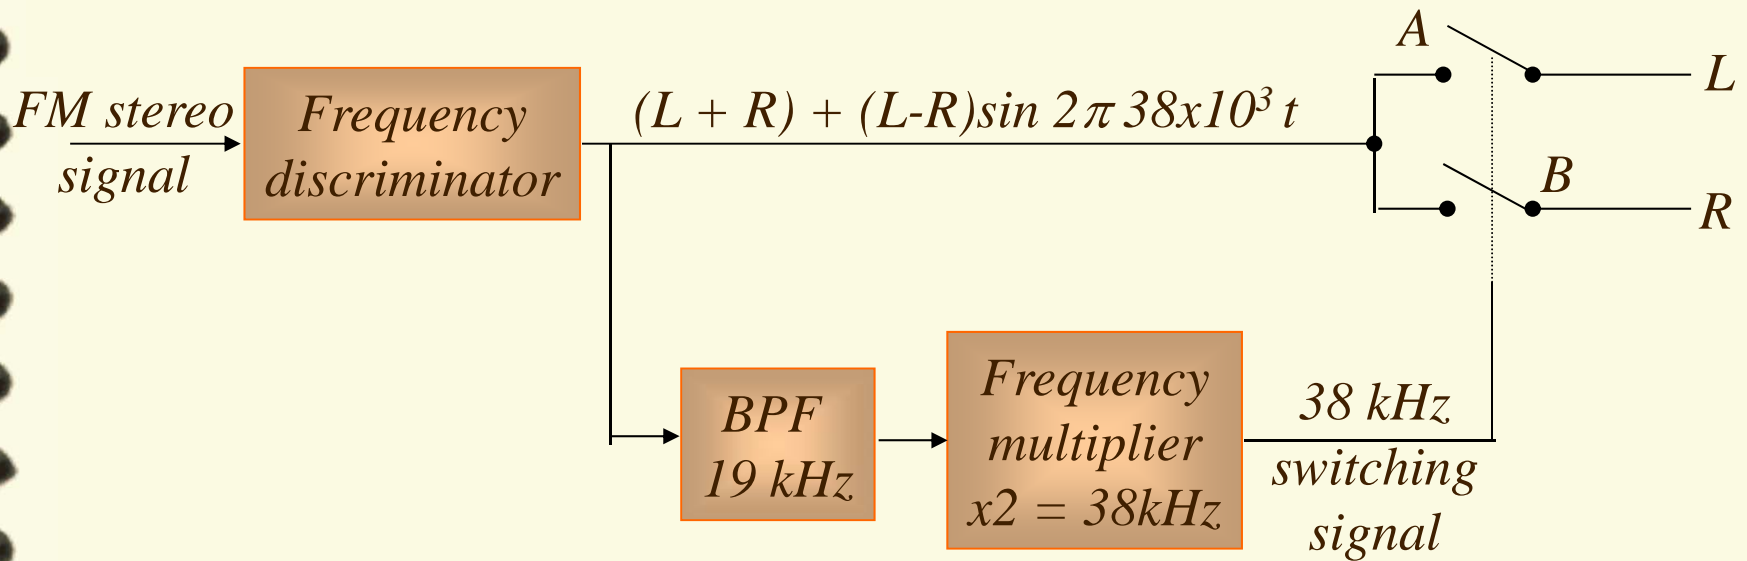 FM stereo
signal
Frequency
discriminator
(L + R) + (L-R)sin 2π 38x10³ t
A
L
B
R
BPF
19 kHz
Frequency
multiplier
x2 = 38kHz
38 kHz
switching
signal